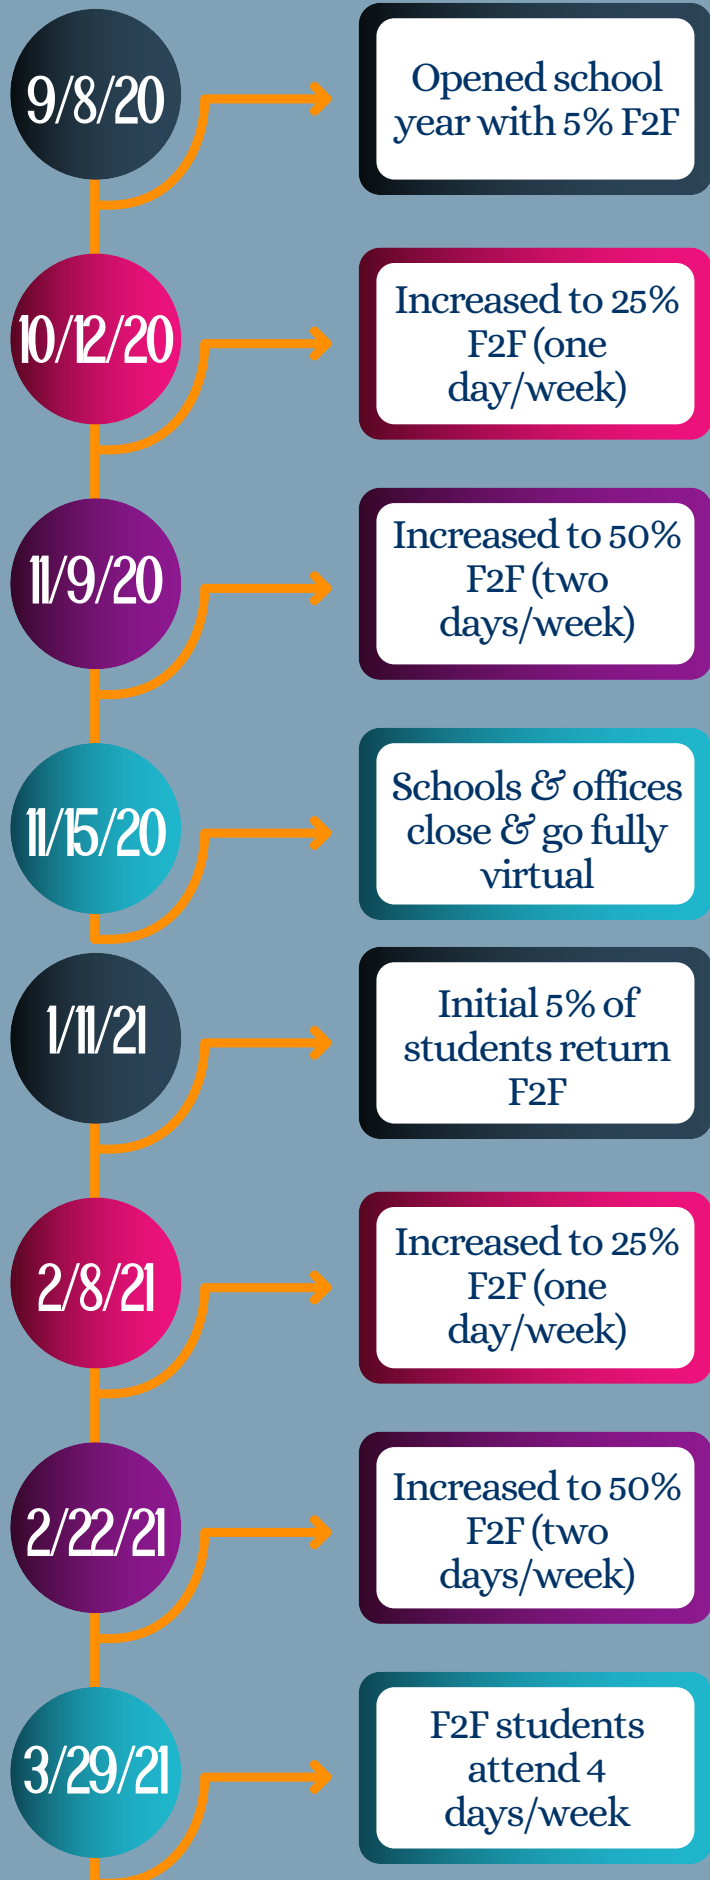 9/8/20
Opened school
year with 5% F2F
10/12/20
Increased to 25%
F2F (one
day/week)
11/9/20
Increased to 50%
F2F (two
days/week)
11/15/20
Schools & offices
close & go fully
virtual
1/11/21
Initial 5% of
students return
F2F
2/8/21
Increased to 25%
F2F (one
day/week)
2/22/21
Increased to 50%
F2F (two
days/week)
3/29/21
F2F students
attend 4
days/week